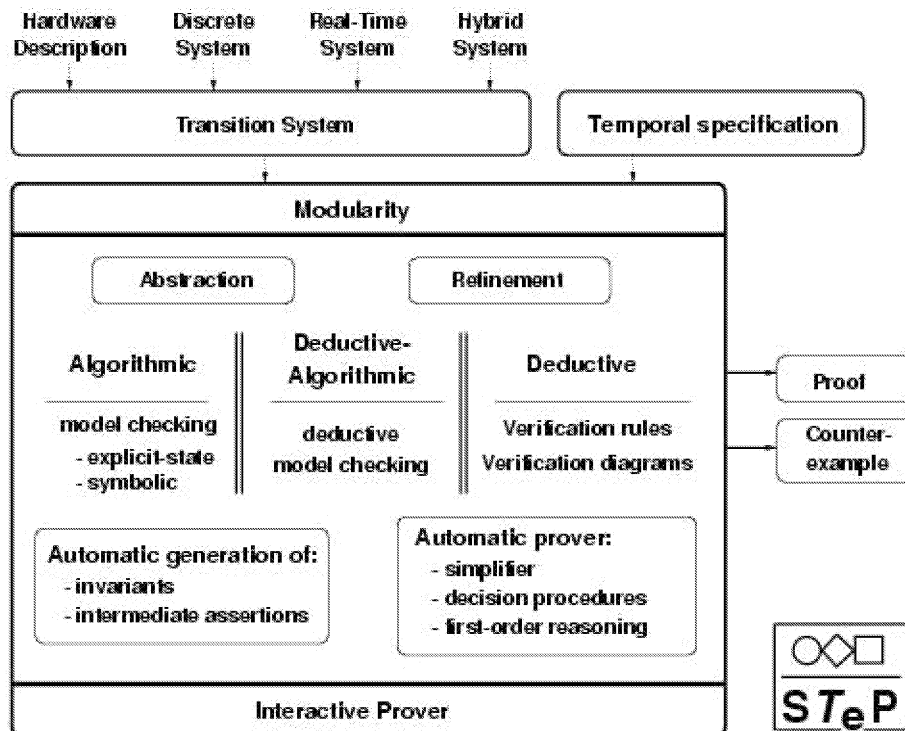 Hardware
Description
Discrete
System
Real-Time
System
Hybrid
System
Transition System
Temporal specification
Modularity
Abstraction
Refinement
Algorithmic
model checking
- explicit-state
- symbolic
Deductive-
Algorithmic
deductive
model checking
Deductive
Verification rules
Verification diagrams
Proof
Counter-
example
Automatic generation of:
- invariants
- intermediate assertions
Automatic prover:
- simplifier
- decision procedures
- first-order reasoning
Interactive Prover
STeP